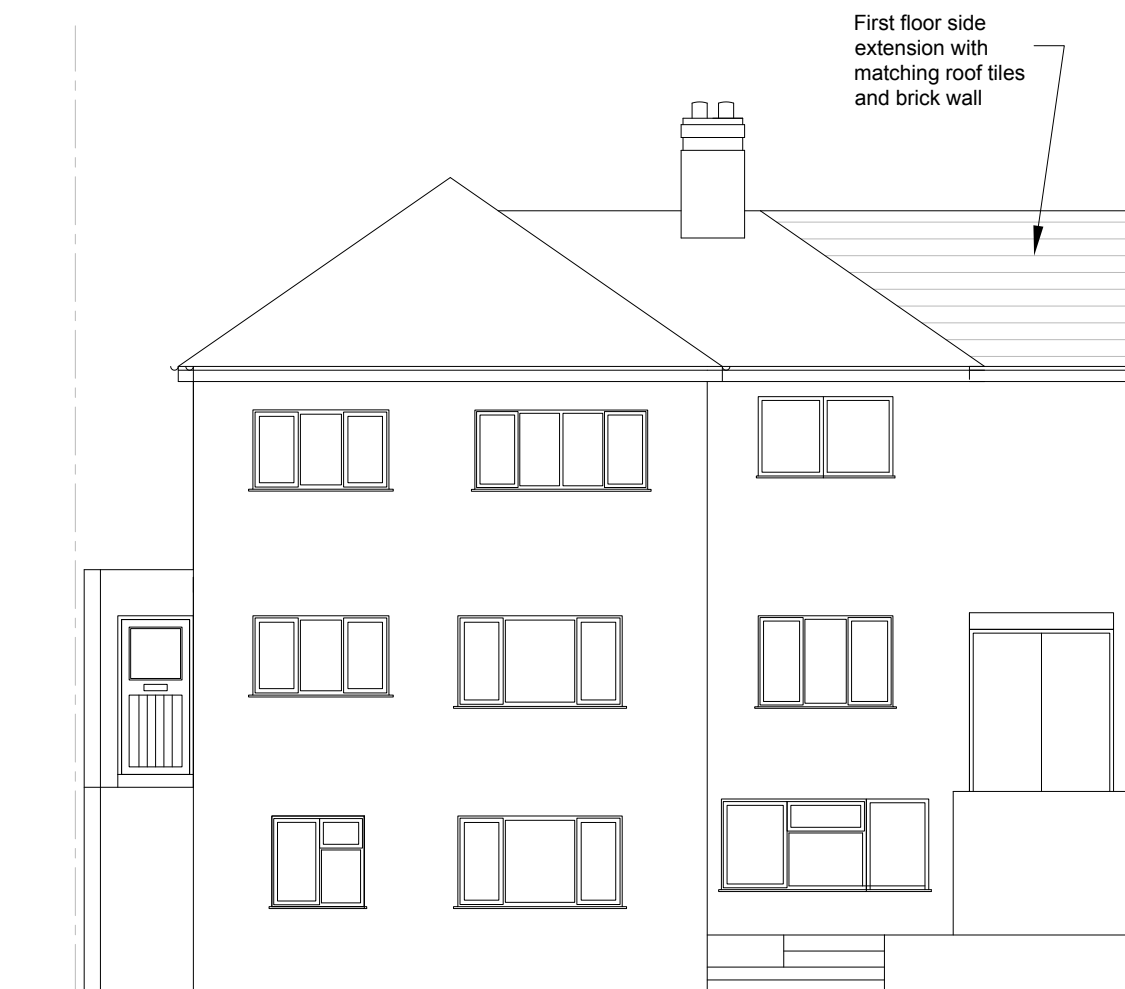 First floor side
extension with
matching roof tiles
and brick wall